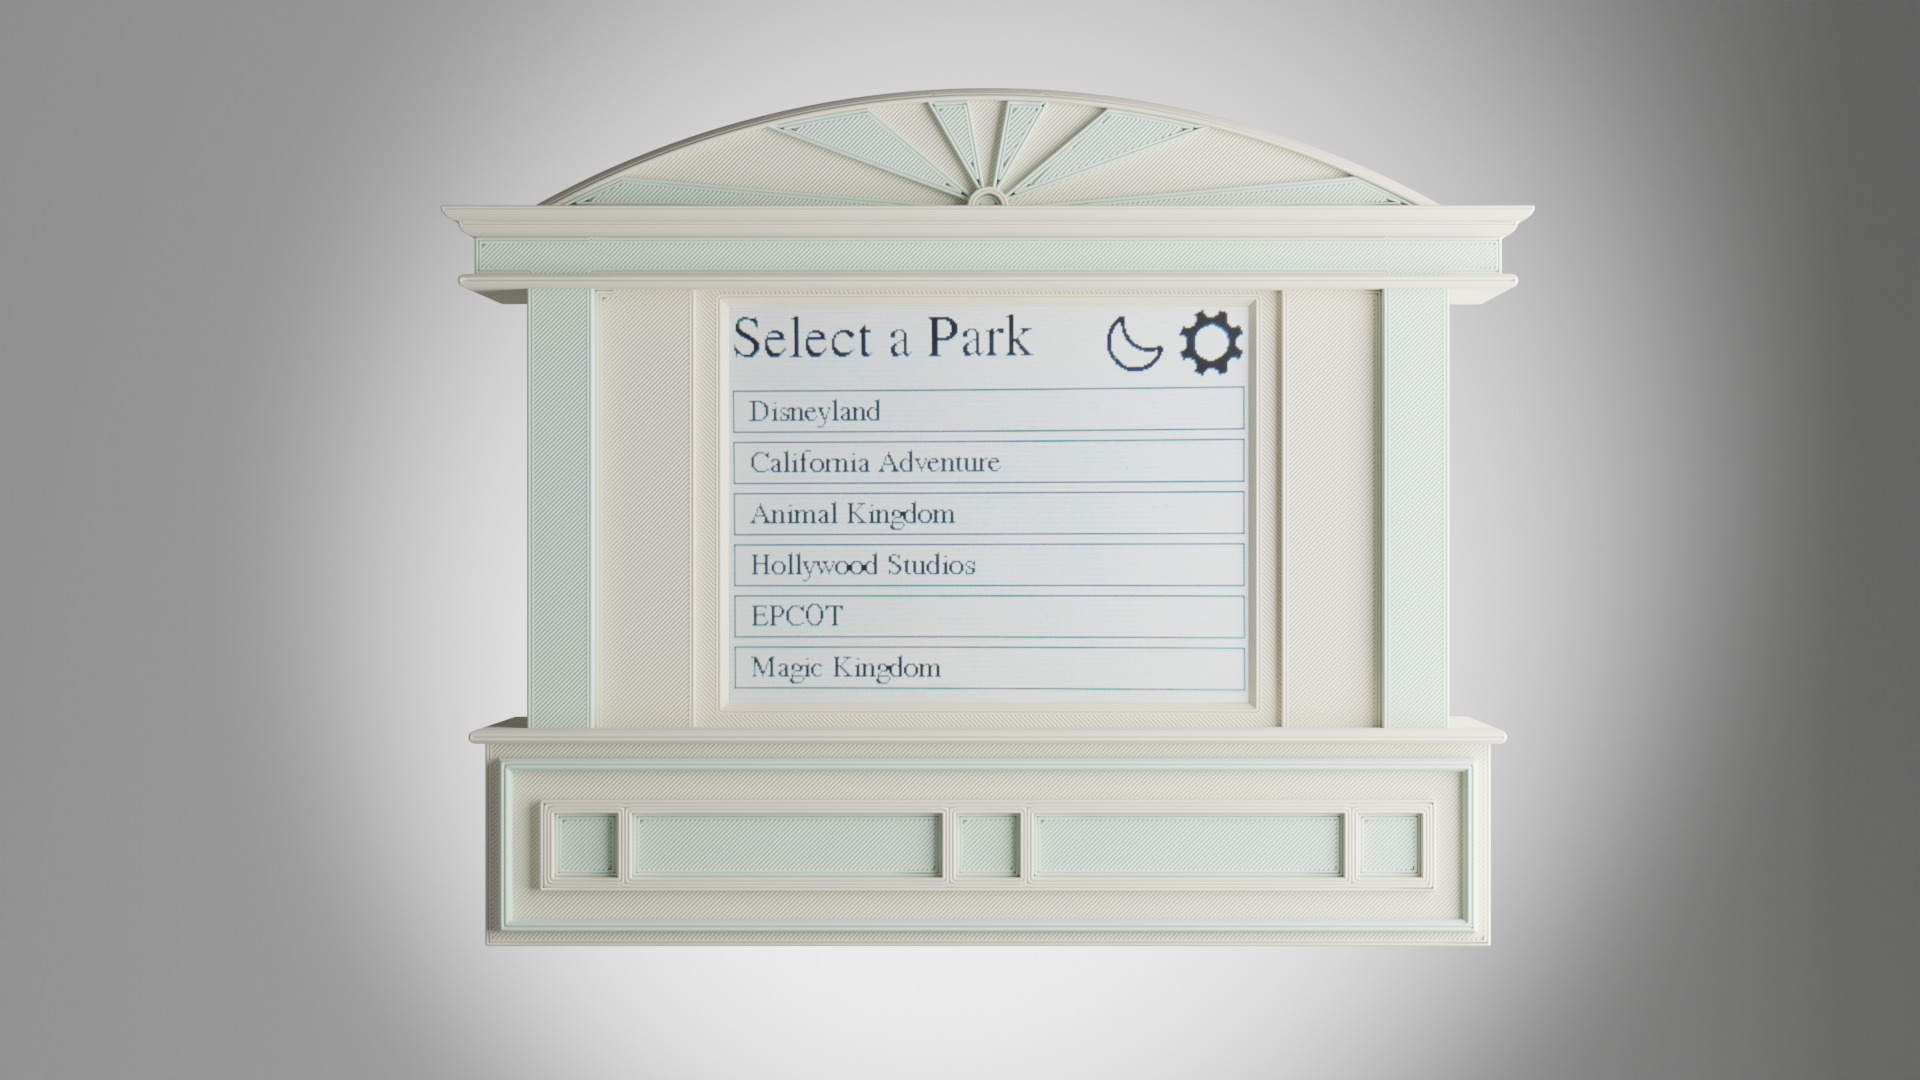 Select a Park
Disneyland
California Adventure
Animal Kingdom
Hollywood Studios
EPCOT
Magic Kingdom